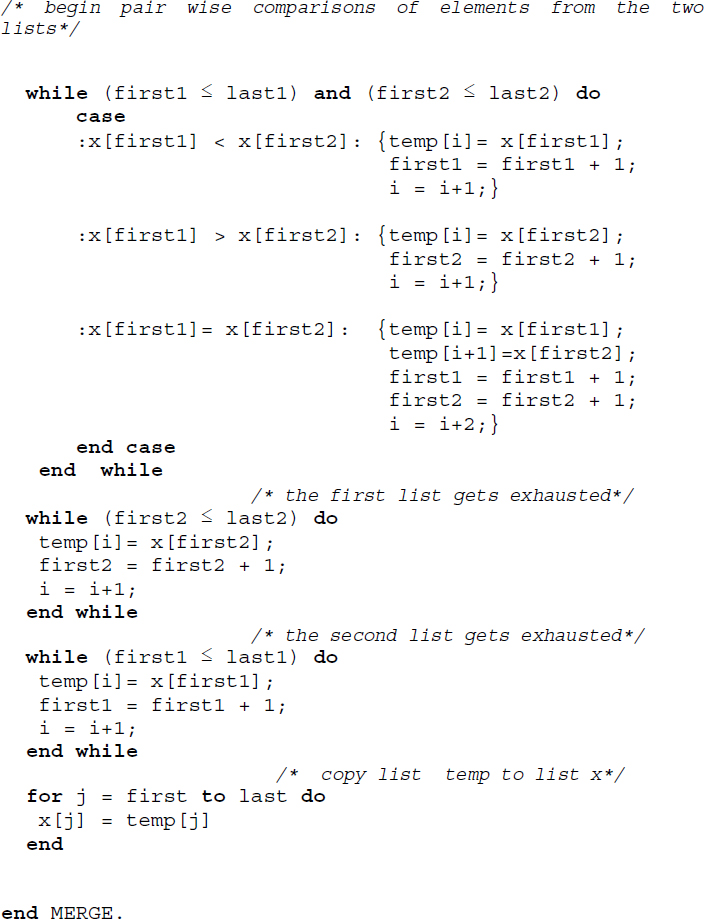 /* begin pair wise comparisons of elements from the two
lists*/
while (first1 ≤ last1) and (first2 ≤ last2) do
case
:x[first1] < x[first2]: {temp[i]= x[first1];
first1 = first1 + 1;
i = i+1;}
:x[first1] > x[first2]: {temp[i]= x[first2];
first2 = first2 + 1;
i = i+1;}
:x[first1]= x[first2]: {temp[i]= x[first1];
temp[i+1]=x[first2];
first1 = first1 + 1;
first2 = first2 + 1;
i = i+2;}
end case
end while
/* the first list gets exhausted*/
while (first2 ≤ last2) do
temp[i]= x[first2];
first2 = first2 + 1;
i = i+1;
end while
/* the second list gets exhausted*/
while (first1 ≤ last1) do
temp[i]= x[first1];
first1 = first1 + 1;
i = i+1;
end while
/* copy list temp to list x*/
for j = first to last do
x[j] = temp[j]
end
end MERGE.